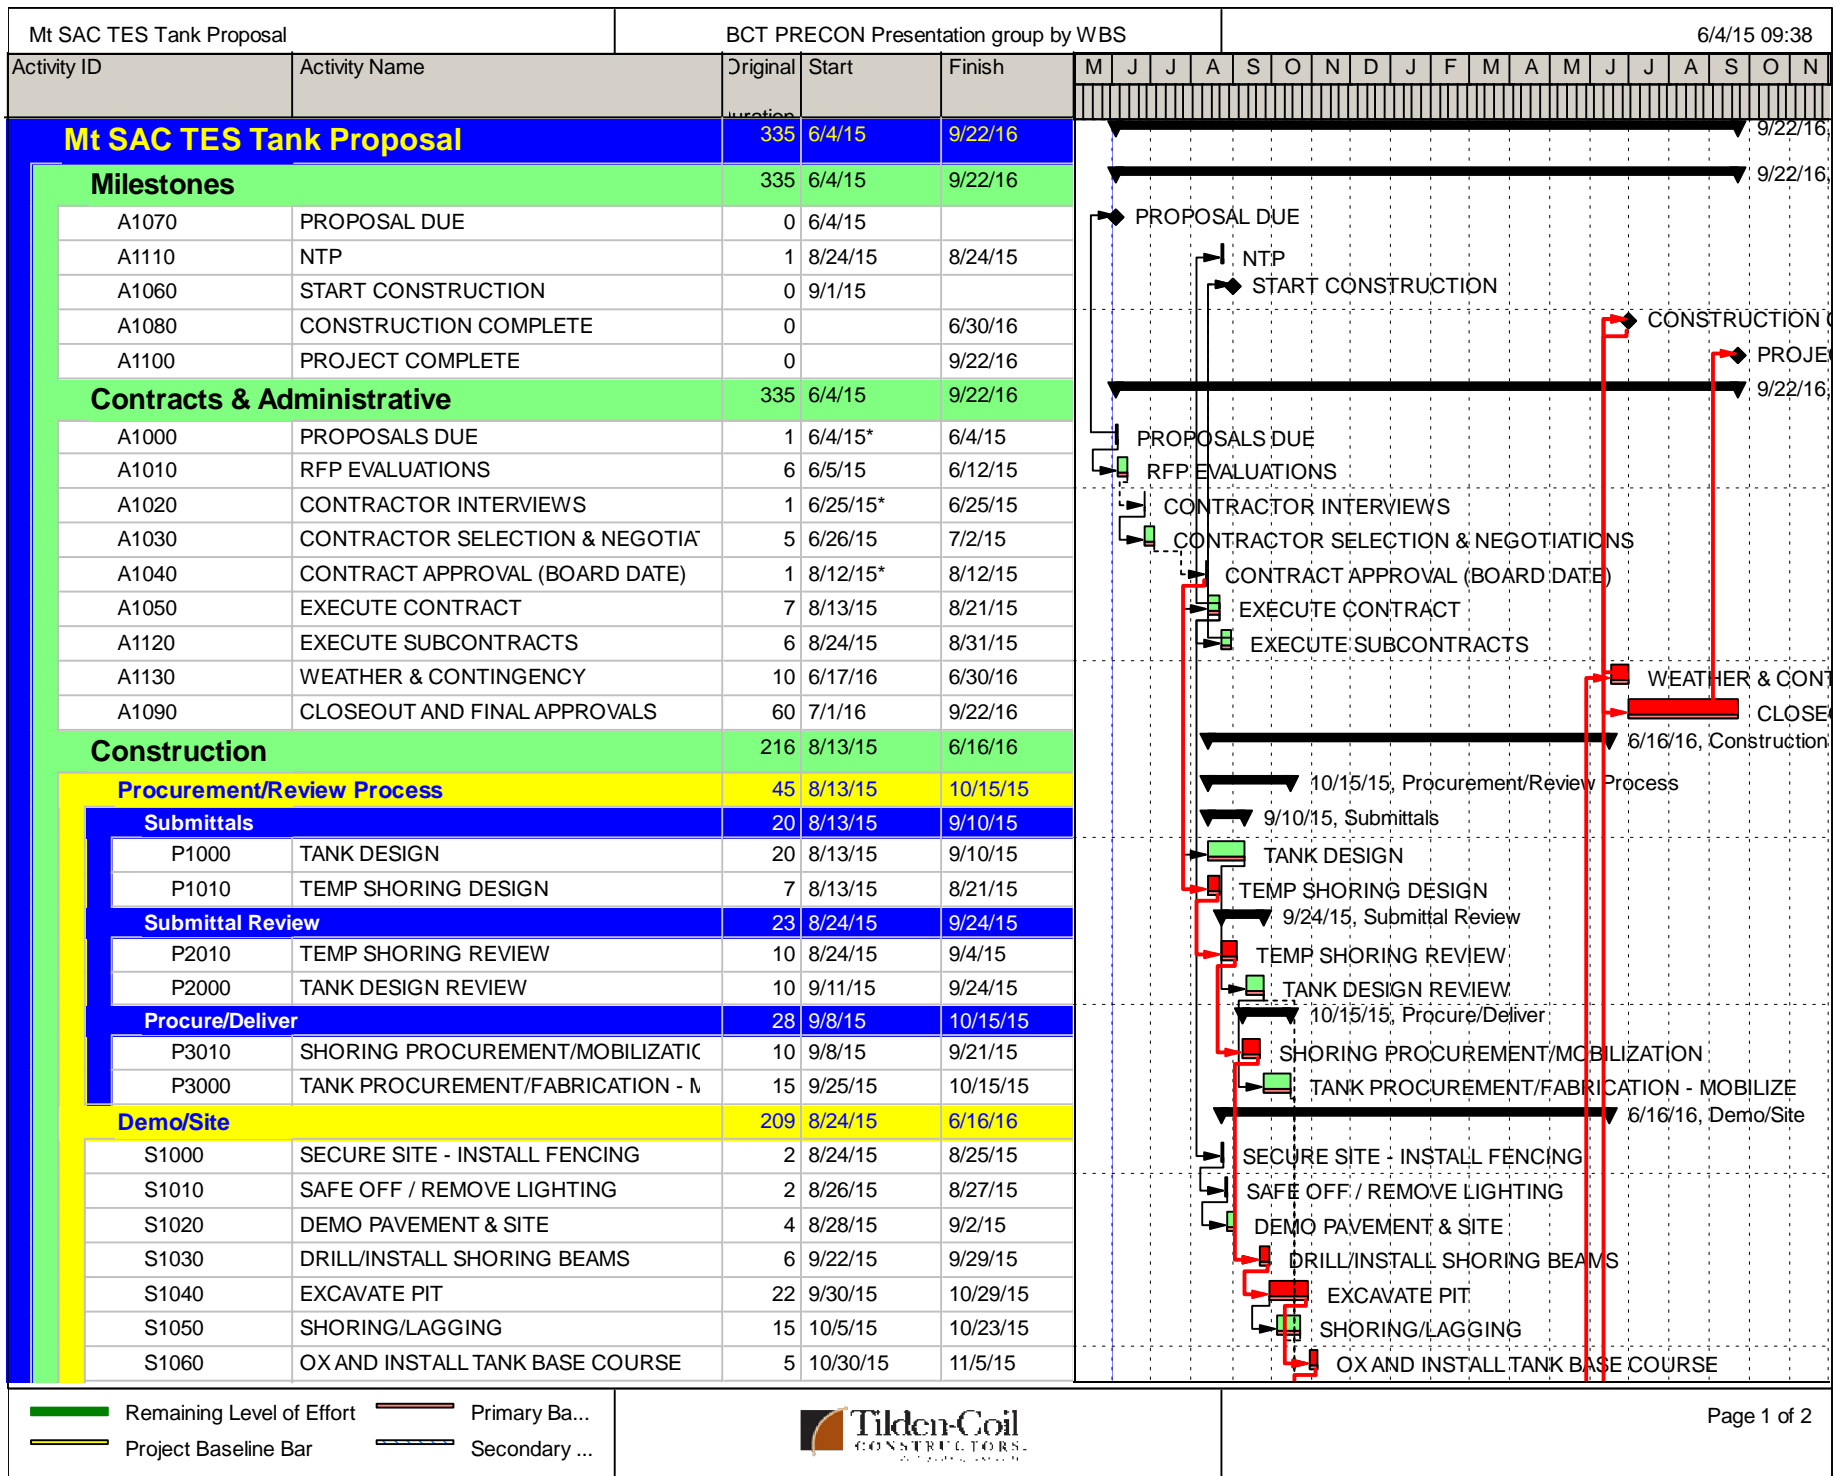 Mt SAC TES Tank Proposal BCT PRECON Presentation group by WBS 6/4/15 09:38
Activity ID Activity Name Original Start Finish M J J A S O N D J F M A M J J A S O N
Mt SAC TES Tank Proposal 335 6/4/15 9/22/16 9/22/16,
Milestones 335 6/4/15 9/22/16 9/22/16,
A1070 PROPOSAL DUE 0 6/4/15 PROPOSAL DUE
A1110 NTP 1 8/24/15 8/24/15 NTP
A1060 START CONSTRUCTION 0 9/1/15 START CONSTRUCTION
A1080 CONSTRUCTION COMPLETE 0 6/30/16 CONSTRUCTION
A1100 PROJECT COMPLETE 0 9/22/16 PROJE
Contracts & Administrative 335 6/4/15 9/22/16 9/22/16,
A1000 PROPOSALS DUE 1 6/4/15* 6/4/15 PROPOSALS DUE
A1010 RFP EVALUATIONS 6 6/5/15 6/12/15 RFP EVALUATIONS
A1020 CONTRACTOR INTERVIEWS 1 6/25/15* 6/25/15 CONTRACTOR INTERVIEWS
A1030 CONTRACTOR SELECTION & NEGOTIAT 5 6/26/15 7/2/15 CONTRACTOR SELECTION & NEGOTIATIONS
A1040 CONTRACT APPROVAL (BOARD DATE) 1 8/12/15* 8/12/15 CONTRACT APPROVAL (BOARD DATE)
A1050 EXECUTE CONTRACT 7 8/13/15 8/21/15 EXECUTE CONTRACT
A1120 EXECUTE SUBCONTRACTS 6 8/24/15 8/31/15 EXECUTE SUBCONTRACTS
A1130 WEATHER & CONTINGENCY 10 6/17/16 6/30/16 WEATHER & CONT
A1090 CLOSEOUT AND FINAL APPROVALS 60 7/1/16 9/22/16 CLOSE
Construction 216 8/13/15 6/16/16 6/16/16, Construction
Procurement/Review Process 45 8/13/15 10/15/15 10/15/15, Procurement/Review Process
Submittals 20 8/13/15 9/10/15 9/10/15, Submittals
P1000 TANK DESIGN 20 8/13/15 9/10/15 TANK DESIGN
P1010 TEMP SHORING DESIGN 7 8/13/15 8/21/15 TEMP SHORING DESIGN
Submittal Review 23 8/24/15 9/24/15 9/24/15, Submittal Review
P2010 TEMP SHORING REVIEW 10 8/24/15 9/4/15 TEMP SHORING REVIEW
P2000 TANK DESIGN REVIEW 10 9/11/15 9/24/15 TANK DESIGN REVIEW
Procure/Deliver 28 9/8/15 10/15/15 10/15/15, Procure/Deliver
P3010 SHORING PROCUREMENT/MOBILIZATIC 10 9/8/15 9/21/15 SHORING PROCUREMENT/MOBILIZATION
P3000 TANK PROCUREMENT/FABRICATION - M 15 9/25/15 10/15/15 TANK PROCUREMENT/FABRICATION - MOBILIZE
Demo/Site 209 8/24/15 6/16/16 6/16/16, Demo/Site
S1000 SECURE SITE - INSTALL FENCING 2 8/24/15 8/25/15 SECURE SITE - INSTALL FENCING
S1010 SAFE OFF / REMOVE LIGHTING 2 8/26/15 8/27/15 SAFE OFF / REMOVE LIGHTING
S1020 DEMO PAVEMENT & SITE 4 8/28/15 9/2/15 DEMO PAVEMENT & SITE
S1030 DRILL/INSTALL SHORING BEAMS 6 9/22/15 9/29/15 DRILL/INSTALL SHORING BEAMS
S1040 EXCAVATE PIT 22 9/30/15 10/29/15 EXCAVATE PIT
S1050 SHORING/LAGGING 15 10/5/15 10/23/15 SHORING/LAGGING
S1060 OX AND INSTALL TANK BASE COURSE 5 10/30/15 11/5/15 OX AND INSTALL TANK BASE COURSE
Remaining Level of Effort Primary Ba... Tilden-Coil Page 1 of 2
Project Baseline Bar Secondary ... CONSTRUCTORS